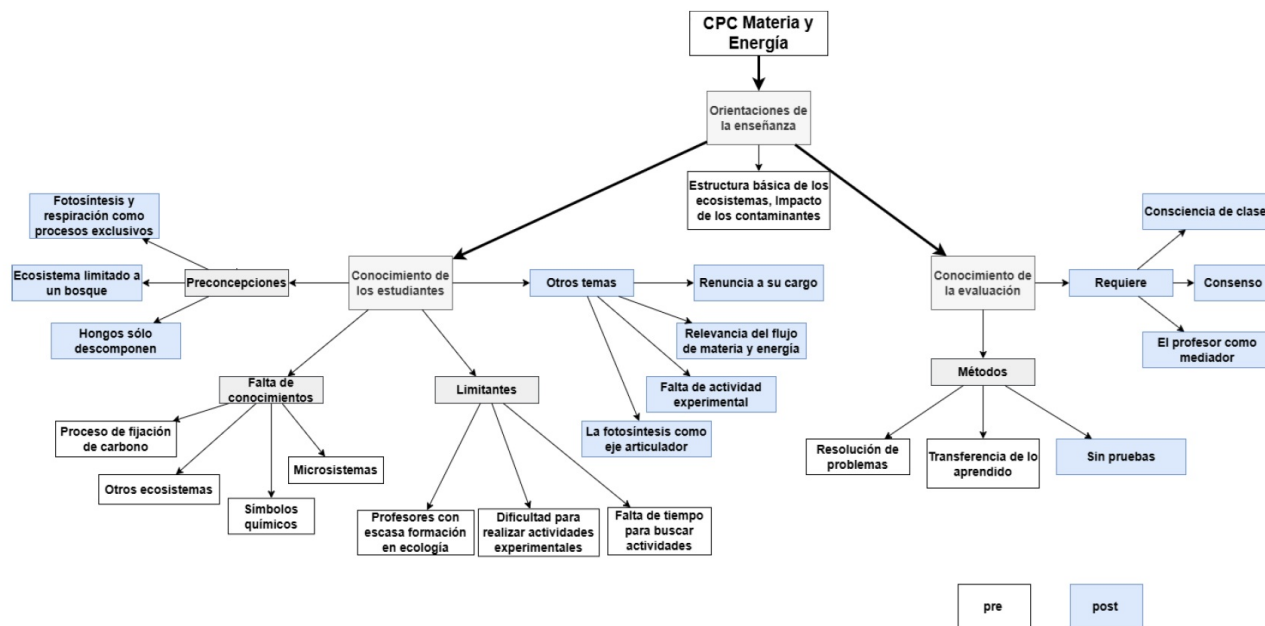 CPC Materia y
Energía
Orientaciones de
la enseñanza
Estructura básica de los
ecosistemas, Impacto
de los contaminantes
Fotosíntesis y
respiración como
procesos exclusivos
Ecosistema limitado a
un bosque
Hongos sólo
descomponen
Preconcepciones
Conocimiento de
los estudiantes
Otros temas
Renuncia a su cargo
Relevancia del flujo
de materia y energía
Falta de actividad
experimental
La fotosíntesis como
eje articulador
Falta de
conocimientos
Proceso de fijación
de carbono
Otros ecosistemas
Símbolos
químicos
Microsistemas
Limitantes
Profesores con
escasa formación
en ecología
Dificultad para
realizar actividades
experimentales
Falta de tiempo
para buscar
actividades
Conocimiento de
la evaluación
Requiere
Consciencia de clase
Consenso
El profesor como
mediador
Métodos
Resolución de
problemas
Transferencia de lo
aprendido
Sin pruebas
pre
post